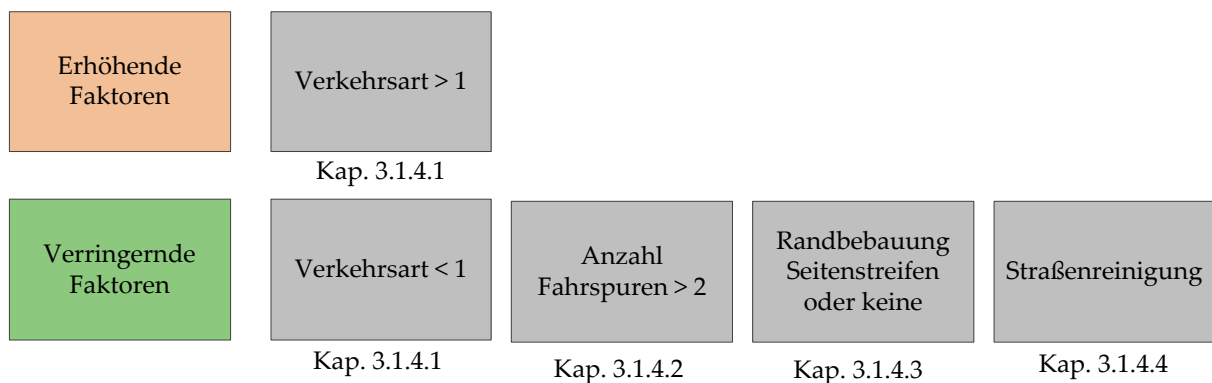 Erhöhende
Faktoren
Verkehrsart > 1
Kap. 3.1.4.1
Verringernde
Faktoren
Verkehrsart < 1
Kap. 3.1.4.1
Anzahl
Fahrspuren > 2
Kap. 3.1.4.2
Randbebauung
Seitenstreifen
oder keine
Kap. 3.1.4.3
Straßenreinigung
Kap. 3.1.4.4